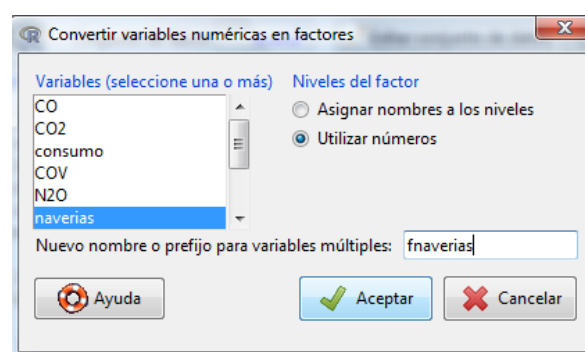 Convertir variables numéricas en factores
Variables (seleccione una o más)
CO
CO2
consumo
COV
N2O
naverias
Niveles del factor
Asignar nombres a los niveles
Utilizar números
Nuevo nombre o prefijo para variables múltiples: fnaverias
Ayuda
Aceptar
Cancelar